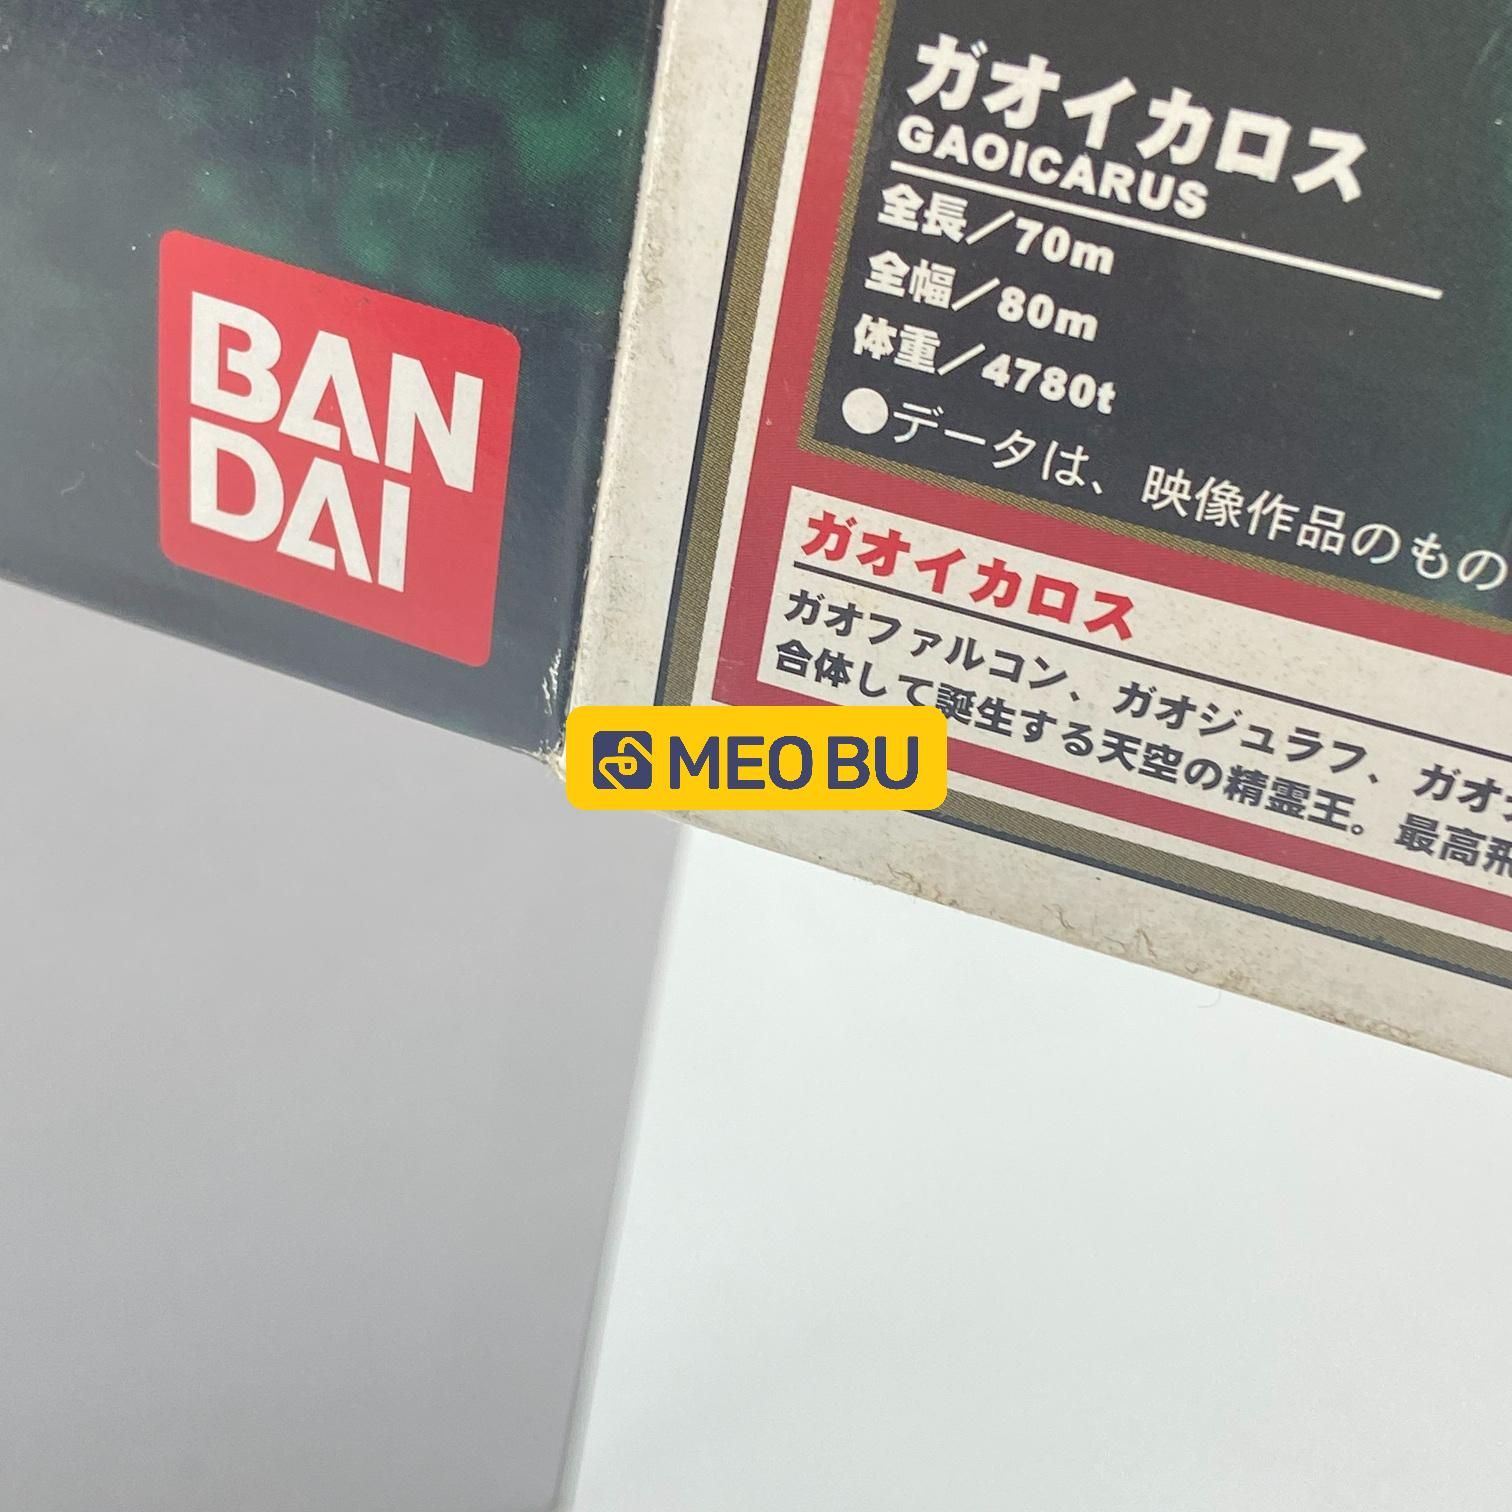 BAN
DAI
ガオイカロス
GAOICARUS
全長/70m
全幅/80m
体重/4780t
●データは、映像作品のもの
ガオイカロス
ガオファルコン、ガオジュラフ、ガオ
合体して誕生する天空の精霊王。最高飛
MEO BU